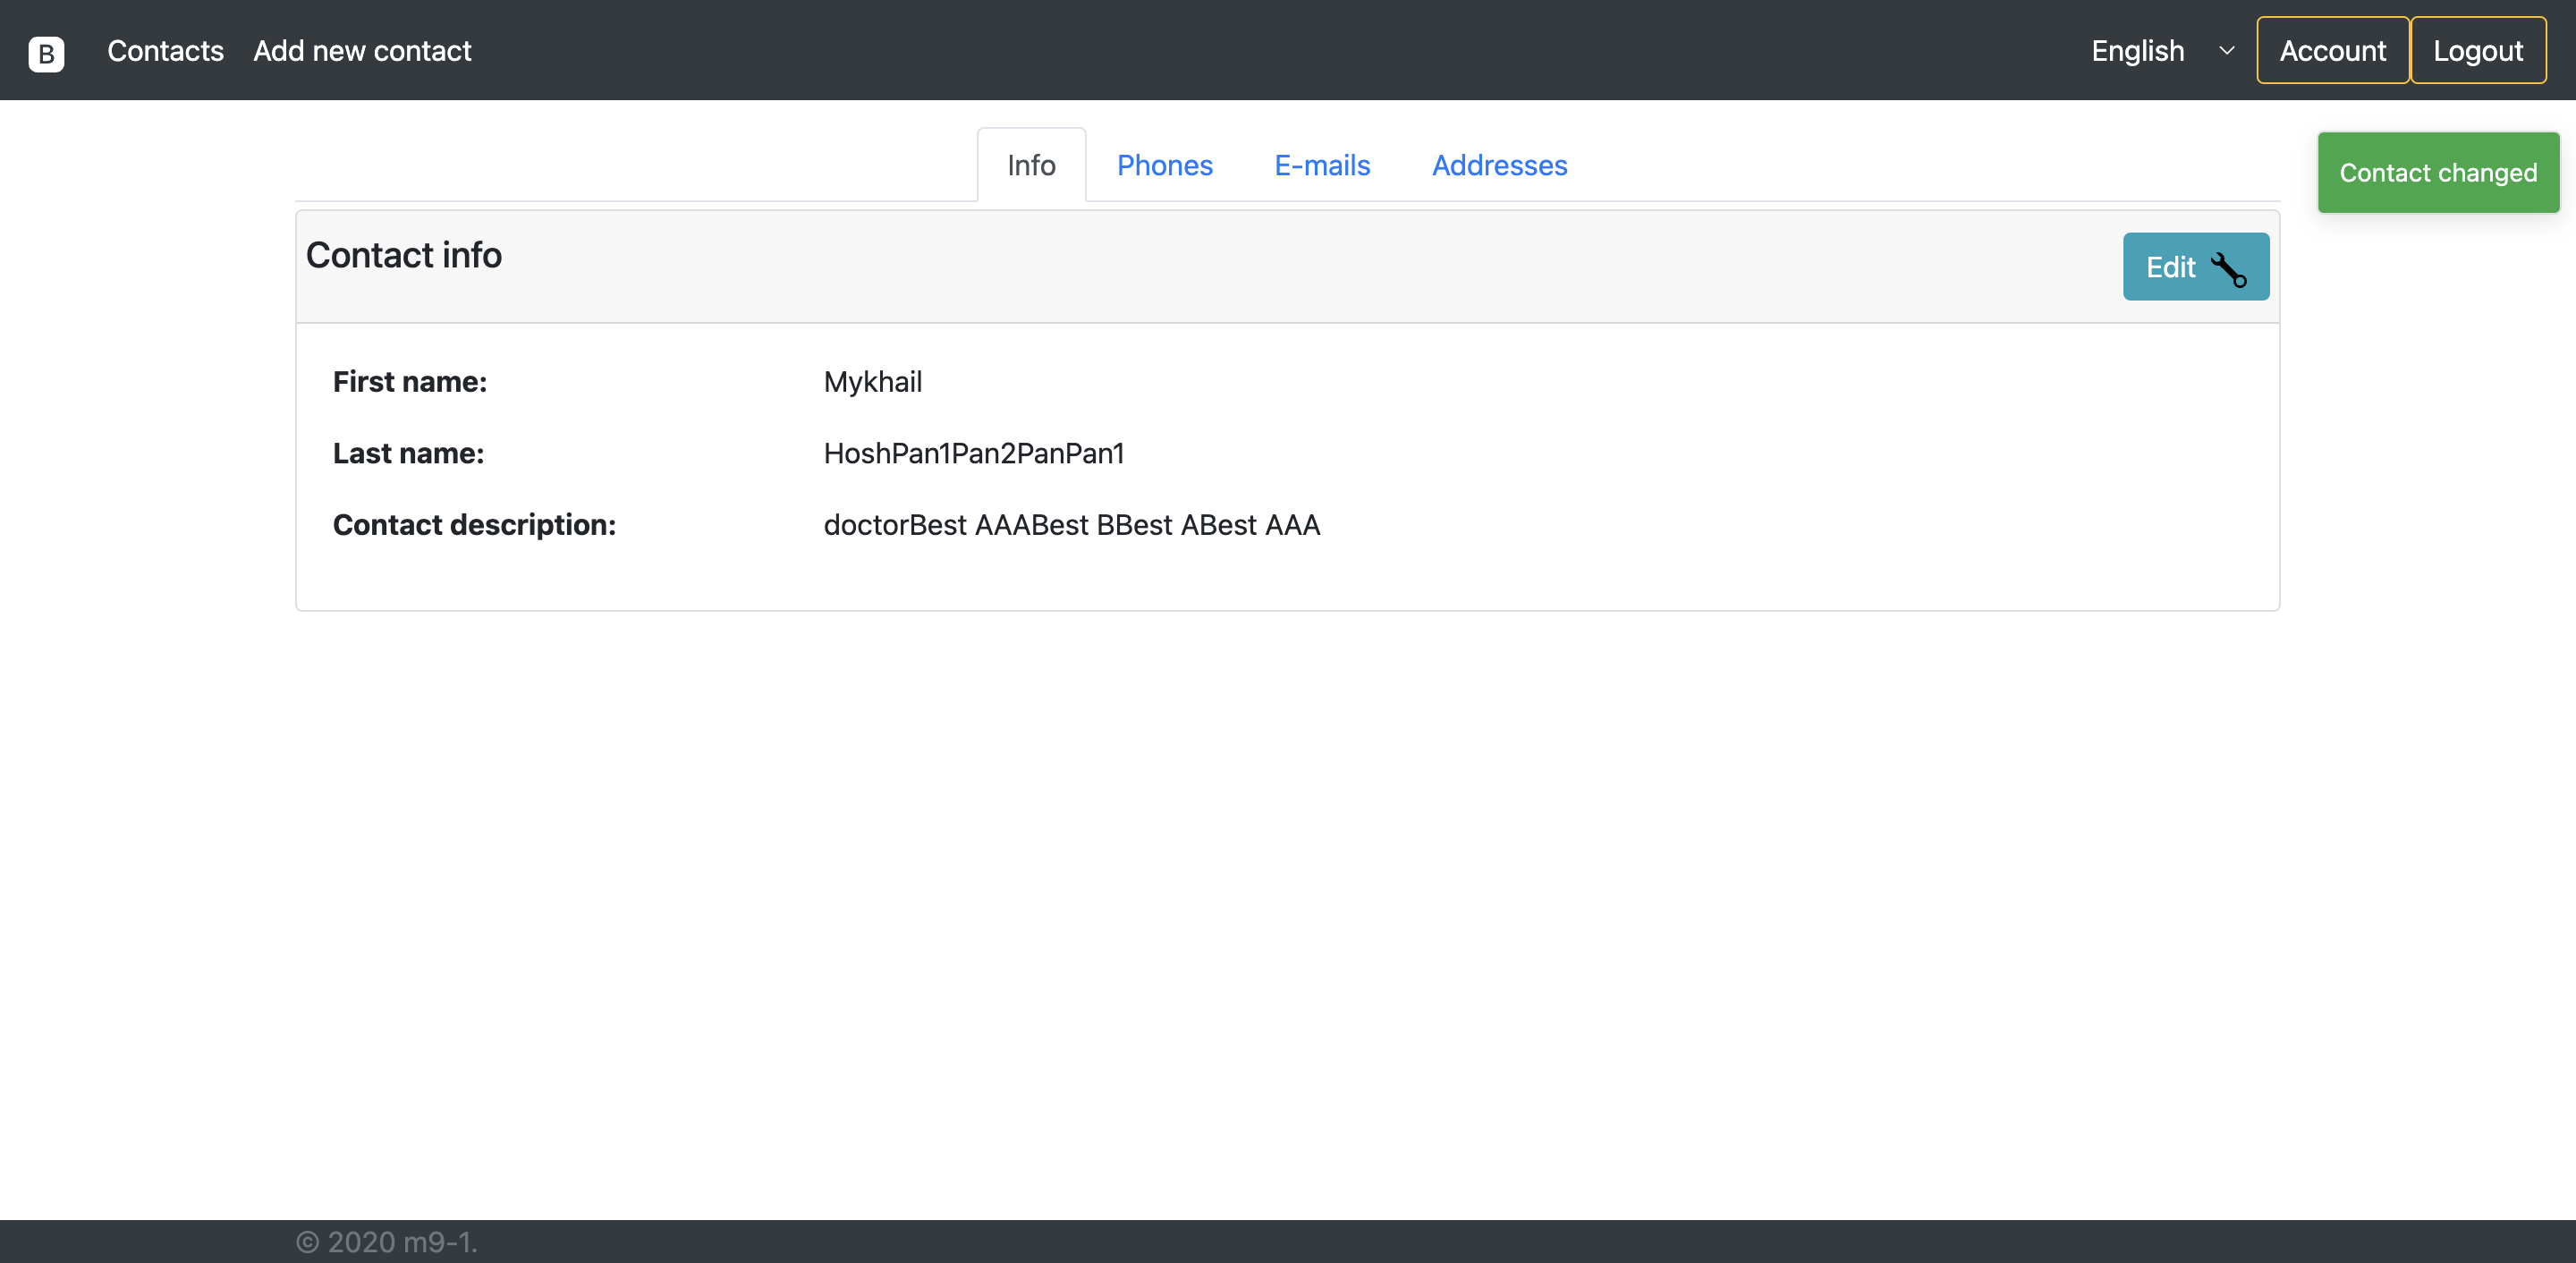 B Contacts Add new contact English Account Logout
Info Phones E-mails Addresses
Contact changed
Contact info Edit
First name: Mykhail
Last name: HoshPan1Pan2PanPan1
Contact description: doctorBest AAABest BBest ABest AAA
© 2020 m9-1.